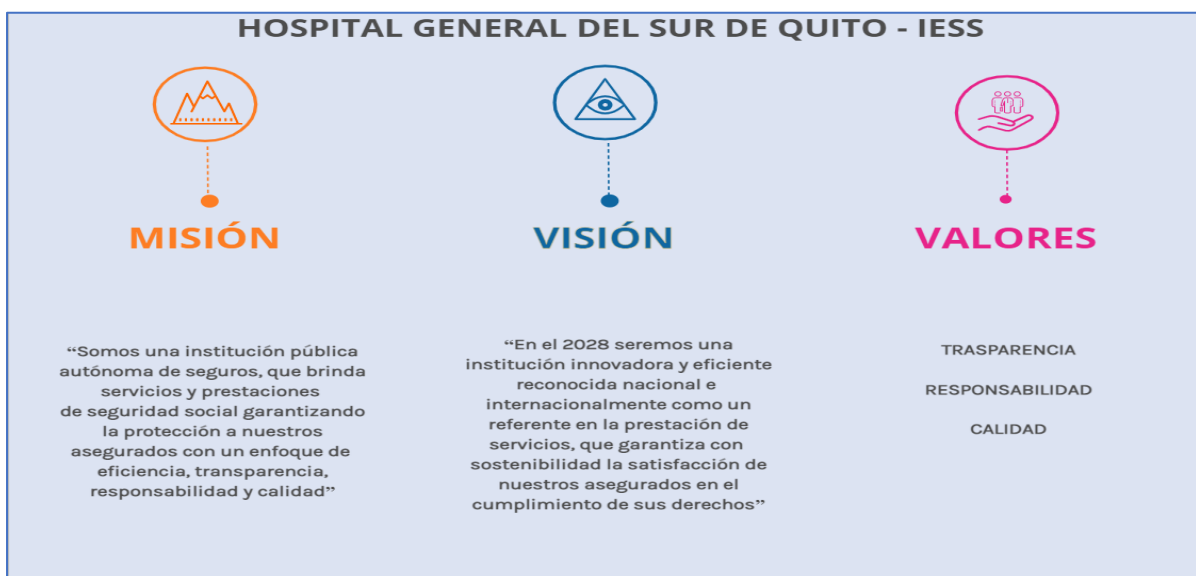 HOSPITAL GENERAL DEL SUR DE QUITO - IESS
MISIÓN
“Somos una institución pública
autónoma de seguros, que brinda
servicios y prestaciones
de seguridad social garantizando
la protección a nuestros
asegurados con un enfoque de
eficiencia, transparencia,
responsabilidad y calidad”
VISIÓN
“En el 2028 seremos una
institución innovadora y eficiente
reconocida nacional e
internacionalmente como un
referente en la prestación de
servicios, que garantiza con
sostenibilidad la satisfacción de
nuestros asegurados en el
cumplimiento de sus derechos”
VALORES
TRASPARENCIA
RESPONSABILIDAD
CALIDAD